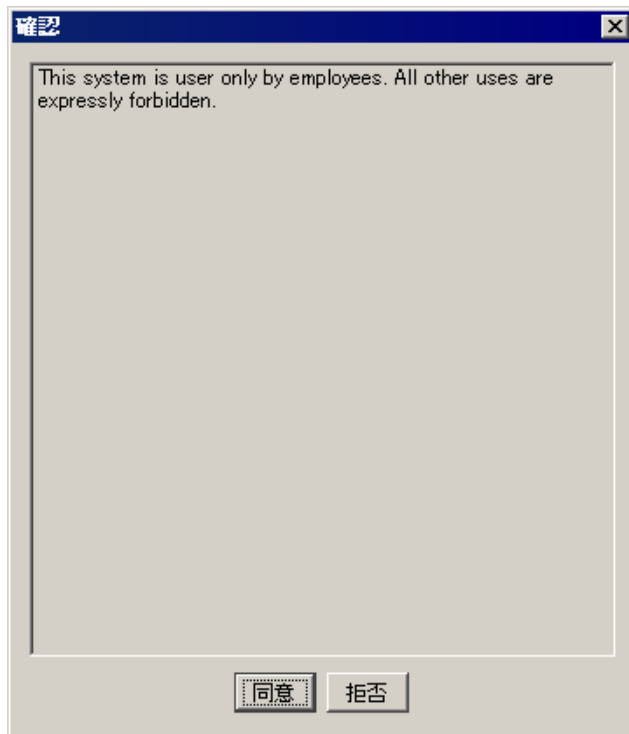 確認
This system is user only by employees. All other uses are
expressly forbidden.
同意 拒否